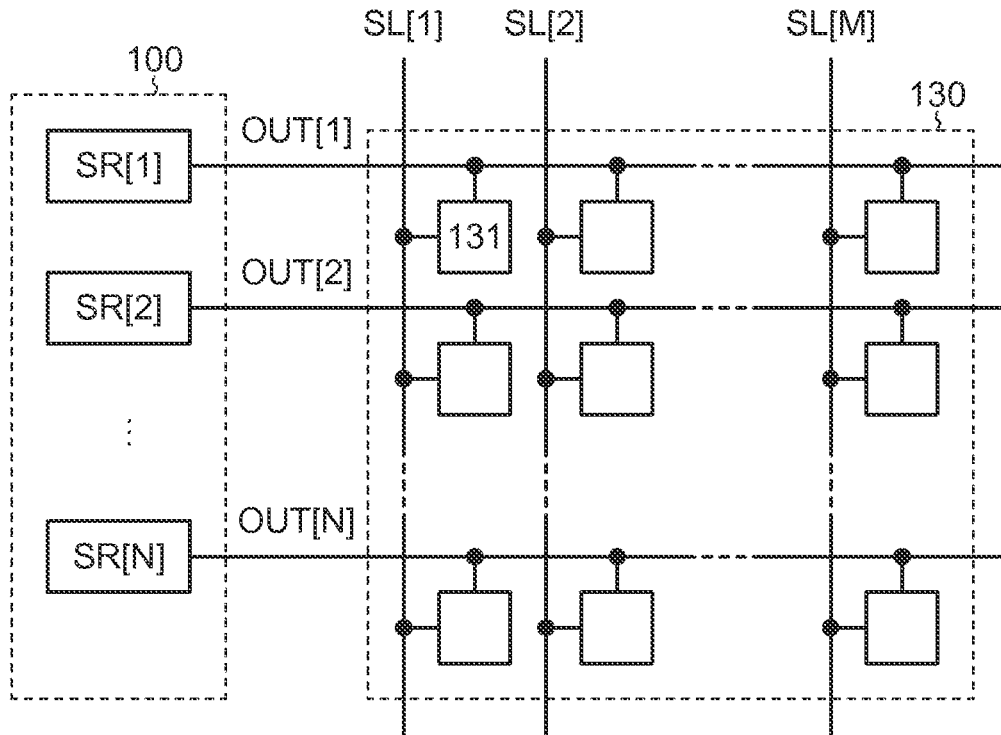 SL[1] SL[2] SL[M]
100
130
OUT[1]
SR[1]
131
OUT[2]
SR[2]
⋮
OUT[N]
SR[N]